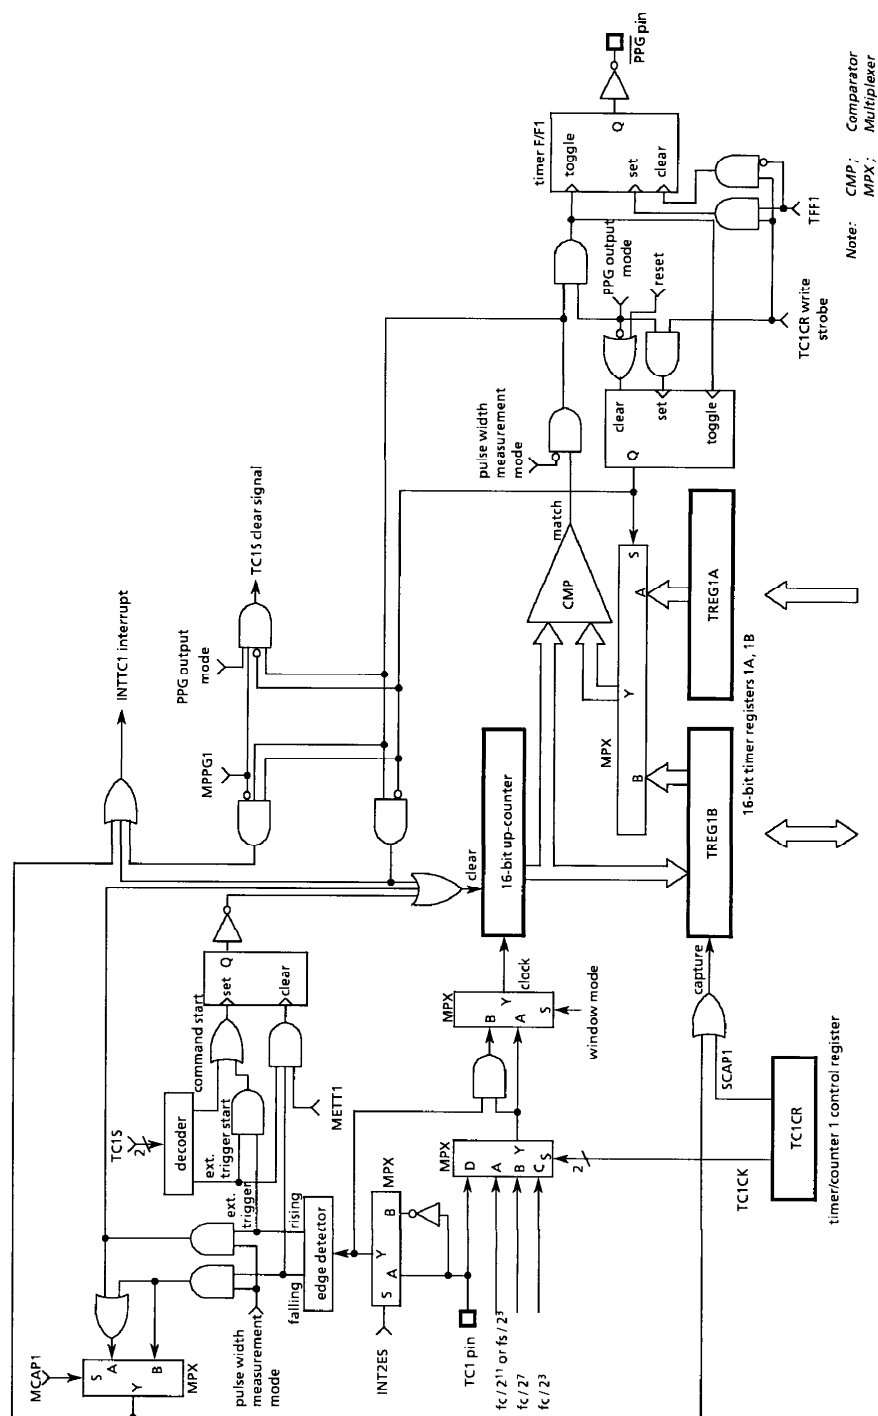 PPG pin
timer F/F1
toggle
set
clear
Q
TFF1
Note: CMP; Comparator
MPX; Multiplexer
PPG output
mode
reset
TC1CR write
strobe
pulse width
measurement
mode
clear
set
toggle
Q
match
CMP
TC1S clear signal
INTTC1 interrupt
PPG output
mode
MPPG1
MPX
S
A
Y
B
TREG1A
TREG1B
16-bit timer registers 1A, 1B
16-bit up-counter
clear
clock
capture
command start
set
Q
clear
TC1S
2
decoder
ext.
trigger start
METT1
ext.
trigger
rising
falling
edge detector
MPX
B
Y
A
S
window mode
MPX
D
A
B
C
Y
S
2
TC1CK
SCAP1
TC1CR
timer/counter 1 control register
MPX
B
Y
A
S
INT2ES
TC1 pin
fc / 2¹¹ or fs / 2³
fc / 2⁷
fc / 2³
pulse width
measurement
mode
MCAP1
S
A
B
Y
MPX